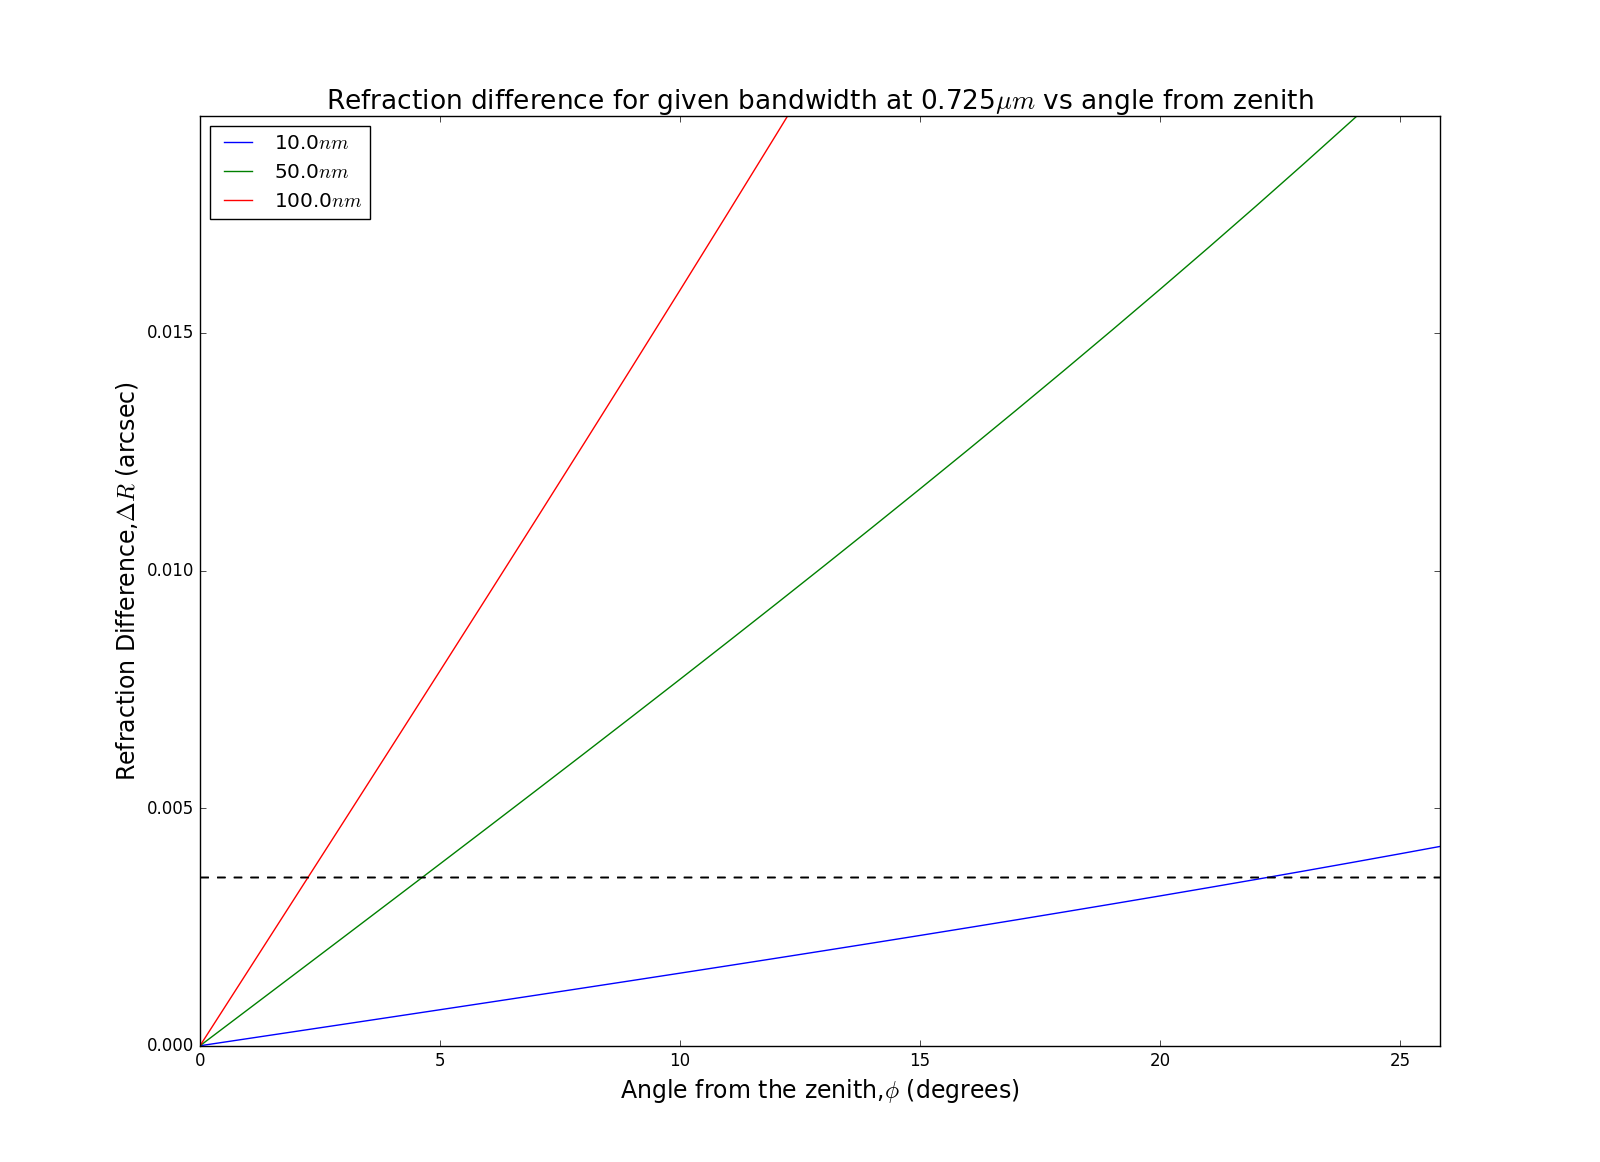 Refraction difference for given bandwidth at 0.725μm vs angle from zenith
10.0nm
50.0nm
100.0nm
0.015
0.010
0.005
0.000
Refraction Difference,ΔR (arcsec)
0 5 10 15 20 25
Angle from the zenith,ϕ (degrees)